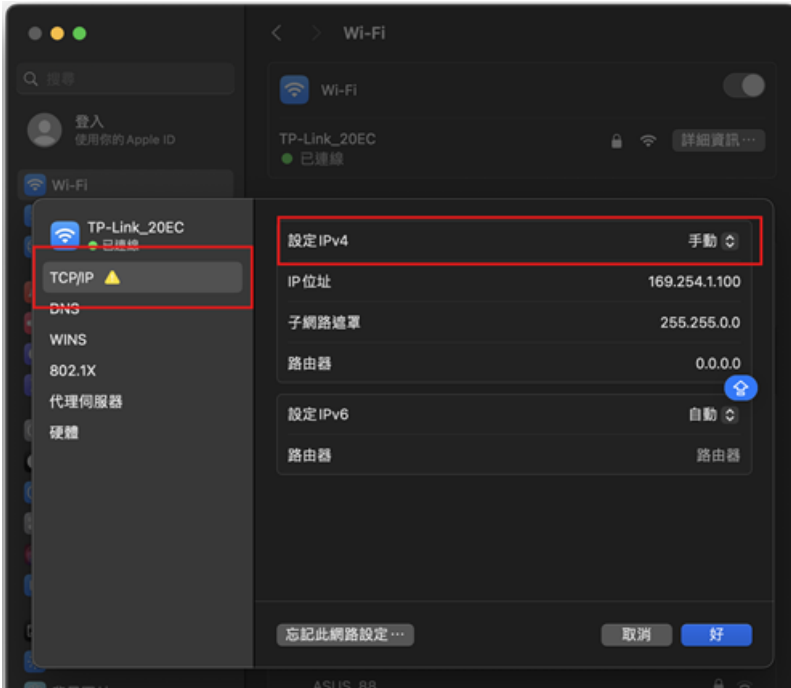 Wi-Fi
搜尋
Wi-Fi
登入
使用你的 Apple ID
TP-Link_20EC
已連線
詳細資訊…
Wi-Fi
TP-Link_20EC
已連線
TCP/IP
DNS
WINS
802.1X
代理伺服器
硬體
設定 IPv4
手動
IP 位址
169.254.1.100
子網路遮罩
255.255.0.0
路由器
0.0.0.0
設定 IPv6
自動
路由器
路由器
忘記此網路設定…
取消
好
ASUS_88